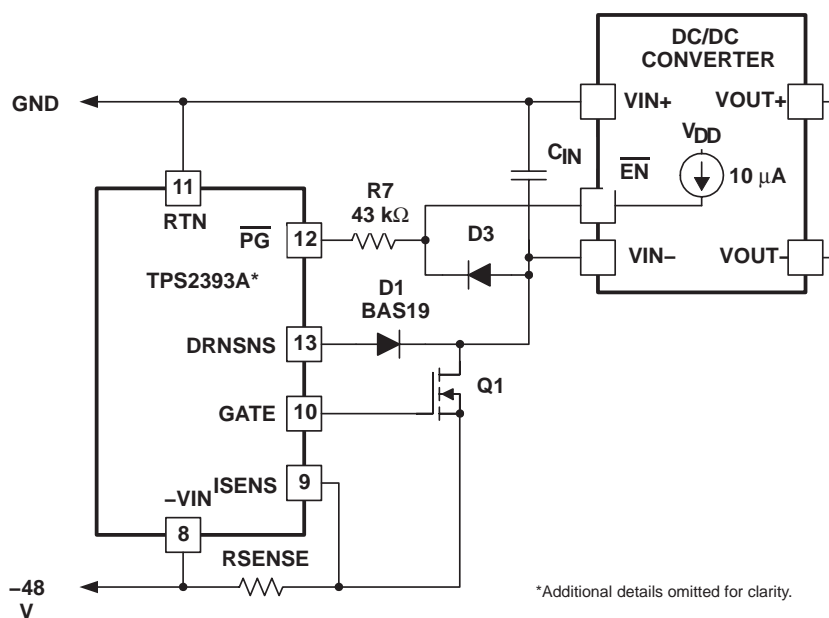 DC/DC
CONVERTER
GND
VIN+
VOUT+
VDD
CIN
EN
10 μA
11
RTN
R7
43 kΩ
PG
12
D3
VIN–
VOUT-
TPS2393A*
D1
BAS19
DRNSNS
13
Q1
GATE
10
ISENS
9
–VIN
8
RSENSE
–48
V
*Additional details omitted for clarity.